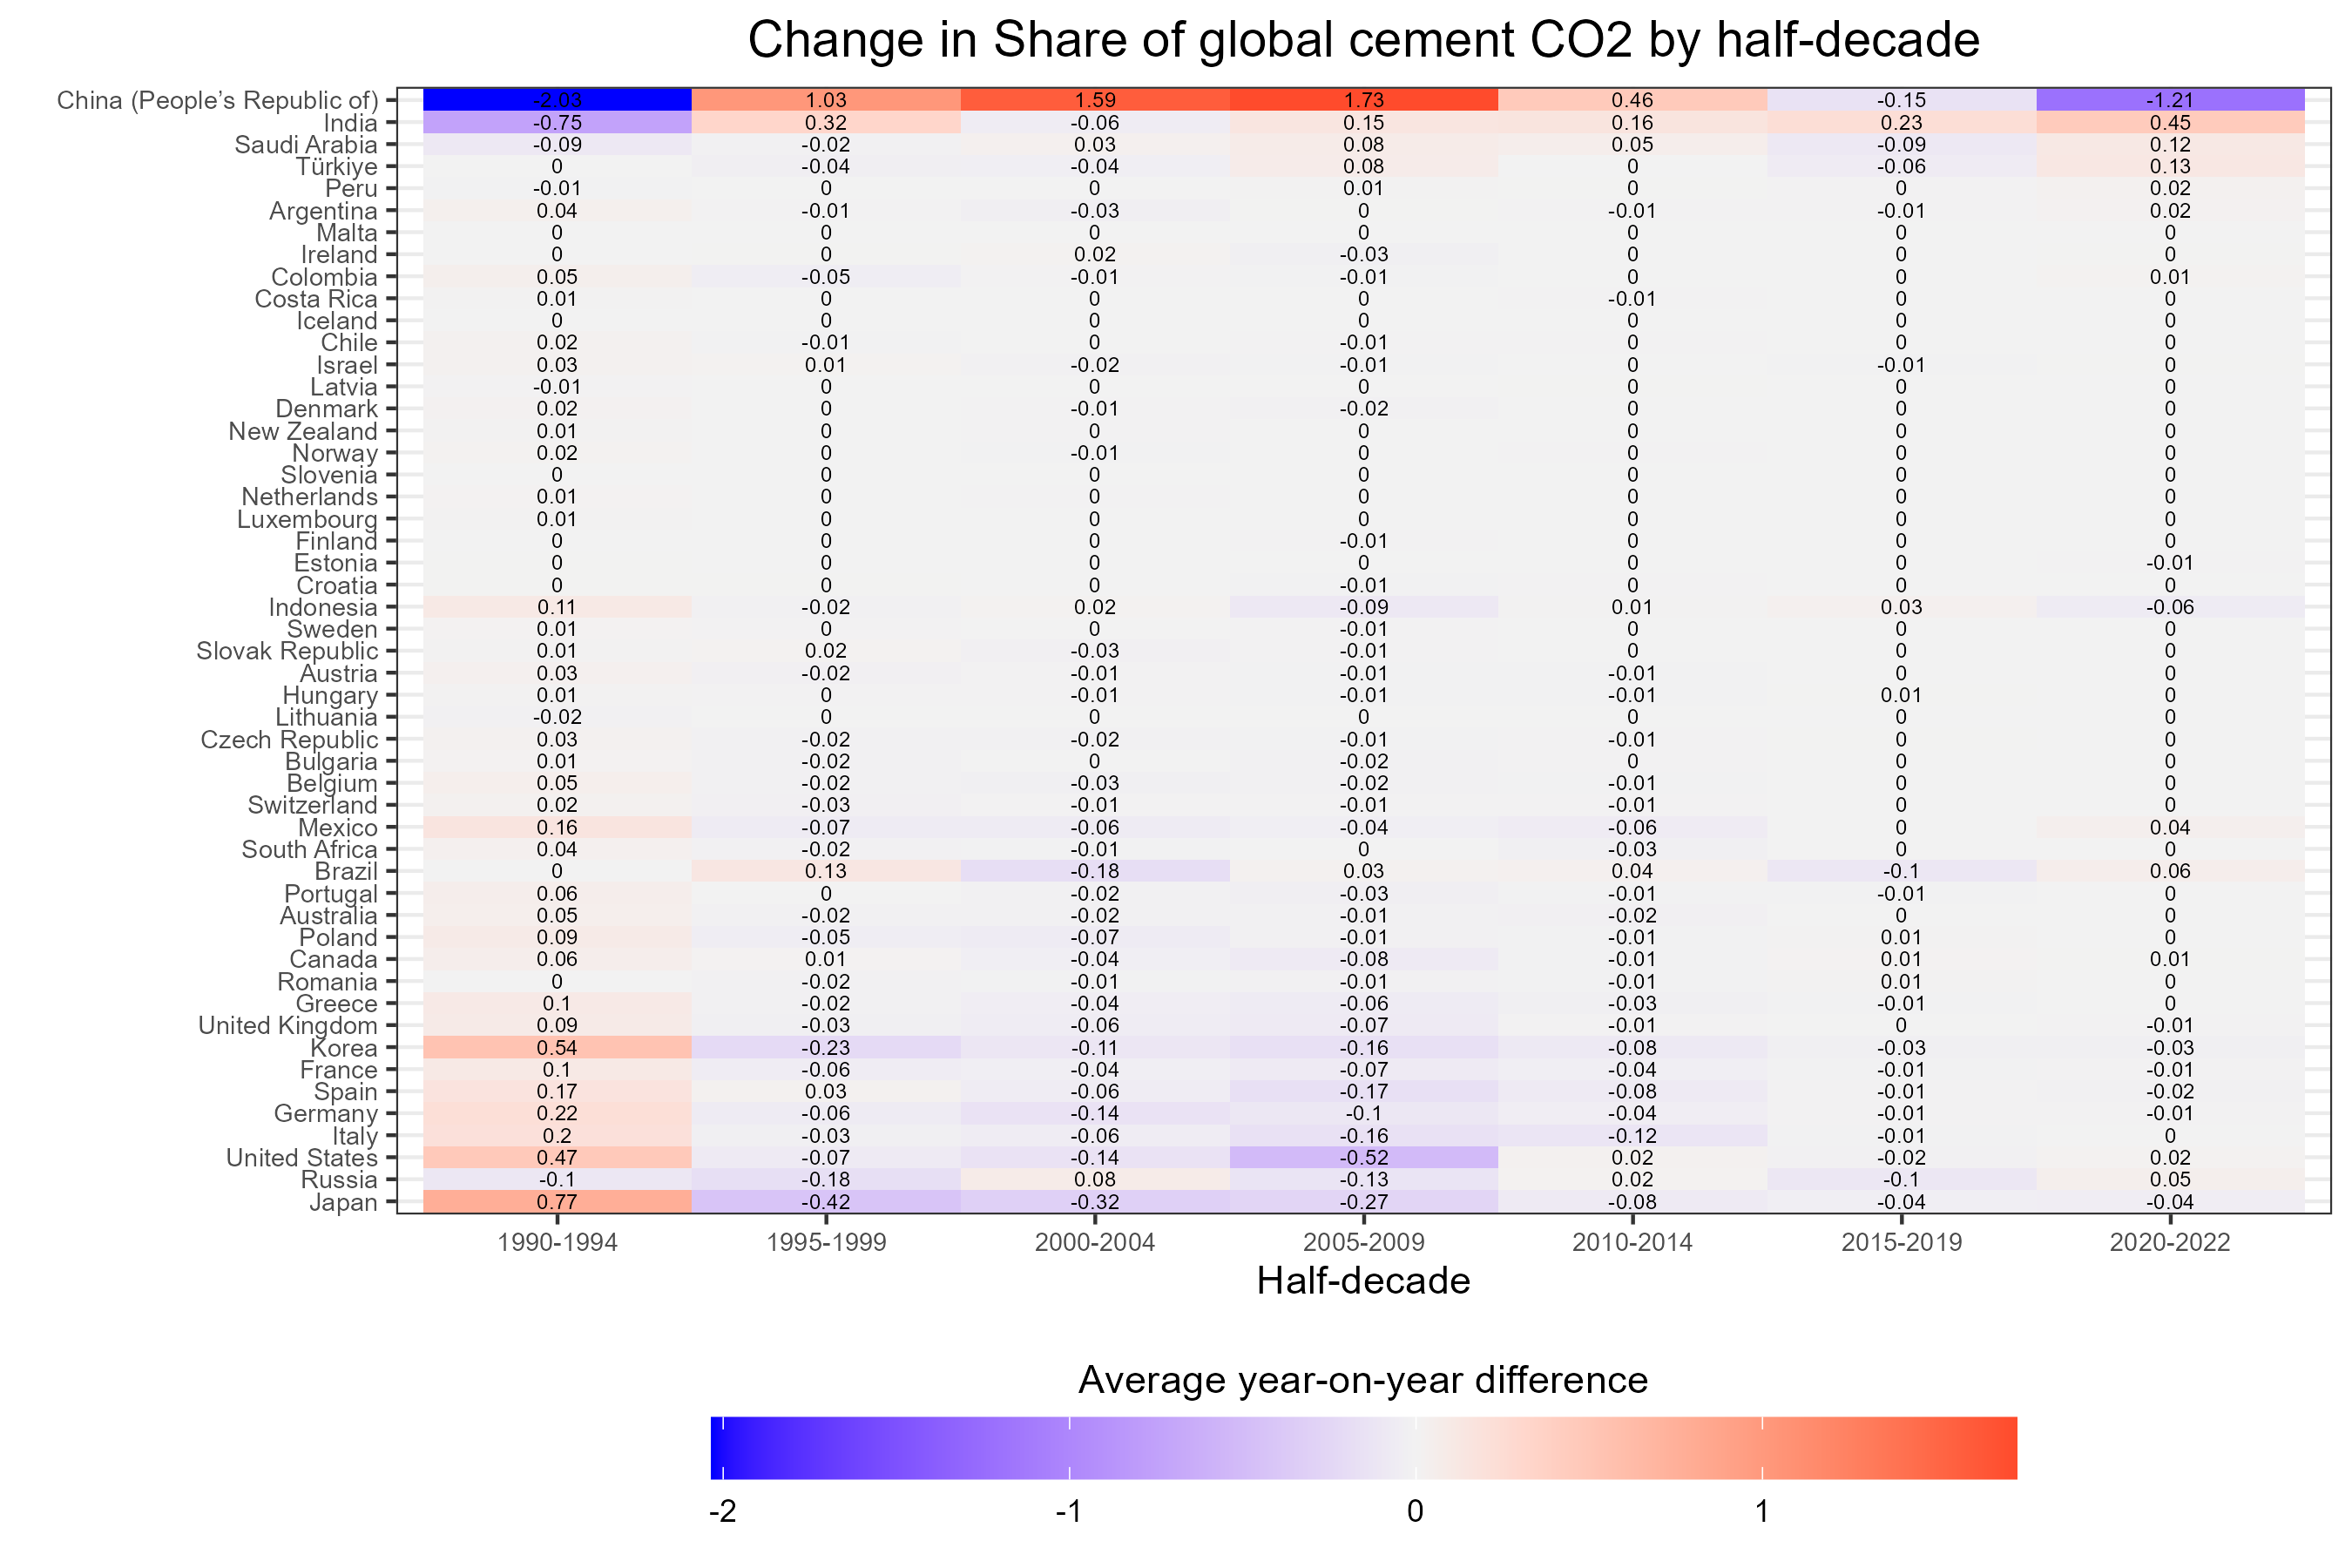 Change in Share of global cement CO2 by half-decade
China (People’s Republic of) -2.03 1.03 1.59 1.73 0.46 -0.15 -1.21
India -0.75 0.32 -0.06 0.15 0.16 0.23 0.45
Saudi Arabia -0.09 -0.02 0.03 0.08 0.05 -0.09 0.12
Türkiye 0 -0.04 -0.04 0.08 0 -0.06 0.13
Peru -0.01 0 0 0.01 0 0 0.02
Argentina 0.04 -0.01 -0.03 0 -0.01 -0.01 0.02
Malta 0 0 0 0 0 0 0
Ireland 0 0 0.02 -0.03 0 0 0
Colombia 0.05 -0.05 -0.01 -0.01 0 0 0.01
Costa Rica 0.01 0 0 0 -0.01 0 0
Iceland 0 0 0 0 0 0 0
Chile 0.02 -0.01 0 -0.01 0 0 0
Israel 0.03 0.01 -0.02 -0.01 0 -0.01 0
Latvia -0.01 0 0 0 0 0 0
Denmark 0.02 0 -0.01 -0.02 0 0 0
New Zealand 0.01 0 0 0 0 0 0
Norway 0.02 0 -0.01 0 0 0 0
Slovenia 0 0 0 0 0 0 0
Netherlands 0.01 0 0 0 0 0 0
Luxembourg 0.01 0 0 0 0 0 0
Finland 0 0 0 -0.01 0 0 0
Estonia 0 0 0 0 0 0 -0.01
Croatia 0 0 0 -0.01 0 0 0
Indonesia 0.11 -0.02 0.02 -0.09 0.01 0.03 -0.06
Sweden 0.01 0 0 -0.01 0 0 0
Slovak Republic 0.01 0.02 -0.03 -0.01 0 0 0
Austria 0.03 -0.02 -0.01 -0.01 -0.01 0 0
Hungary 0.01 0 -0.01 -0.01 -0.01 0.01 0
Lithuania -0.02 0 0 0 0 0 0
Czech Republic 0.03 -0.02 -0.02 -0.01 -0.01 0 0
Bulgaria 0.01 -0.02 0 -0.02 0 0 0
Belgium 0.05 -0.02 -0.03 -0.02 -0.01 0 0
Switzerland 0.02 -0.03 -0.01 -0.01 -0.01 0 0
Mexico 0.16 -0.07 -0.06 -0.04 -0.06 0 0.04
South Africa 0.04 -0.02 -0.01 0 -0.03 0 0
Brazil 0 0.13 -0.18 0.03 0.04 -0.1 0.06
Portugal 0.06 0 -0.02 -0.03 -0.01 -0.01 0
Australia 0.05 -0.02 -0.02 -0.01 -0.02 0 0
Poland 0.09 -0.05 -0.07 -0.01 -0.01 0.01 0
Canada 0.06 0.01 -0.04 -0.08 -0.01 0.01 0.01
Romania 0 -0.02 -0.01 -0.01 -0.01 0.01 0
Greece 0.1 -0.02 -0.04 -0.06 -0.03 -0.01 0
United Kingdom 0.09 -0.03 -0.06 -0.07 -0.01 0 -0.01
Korea 0.54 -0.23 -0.11 -0.16 -0.08 -0.03 -0.03
France 0.1 -0.06 -0.04 -0.07 -0.04 -0.01 -0.01
Spain 0.17 0.03 -0.06 -0.17 -0.08 -0.01 -0.02
Germany 0.22 -0.06 -0.14 -0.1 -0.04 -0.01 -0.01
Italy 0.2 -0.03 -0.06 -0.16 -0.12 -0.01 0
United States 0.47 -0.07 -0.14 -0.52 0.02 -0.02 0.02
Russia -0.1 -0.18 0.08 -0.13 0.02 -0.1 0.05
Japan 0.77 -0.42 -0.32 -0.27 -0.08 -0.04 -0.04
1990-1994 1995-1999 2000-2004 2005-2009 2010-2014 2015-2019 2020-2022
Half-decade
Average year-on-year difference
-2 -1 0 1